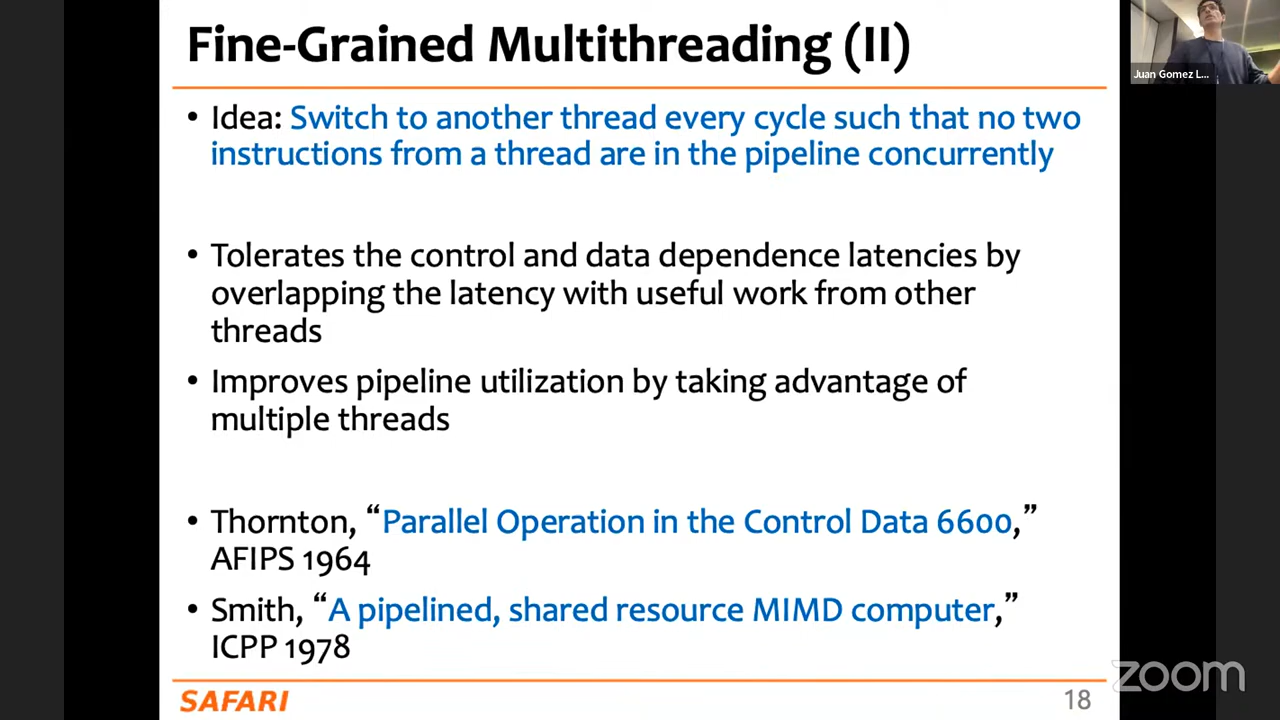 Fine-Grained Multithreading (II)
Juan Gomez L...
• Idea: Switch to another thread every cycle such that no two
instructions from a thread are in the pipeline concurrently
• Tolerates the control and data dependence latencies by
overlapping the latency with useful work from other
threads
• Improves pipeline utilization by taking advantage of
multiple threads
• Thornton, “Parallel Operation in the Control Data 6600,”
AFIPS 1964
• Smith, “A pipelined, shared resource MIMD computer,”
ICPP 1978
SAFARI
18
zoom